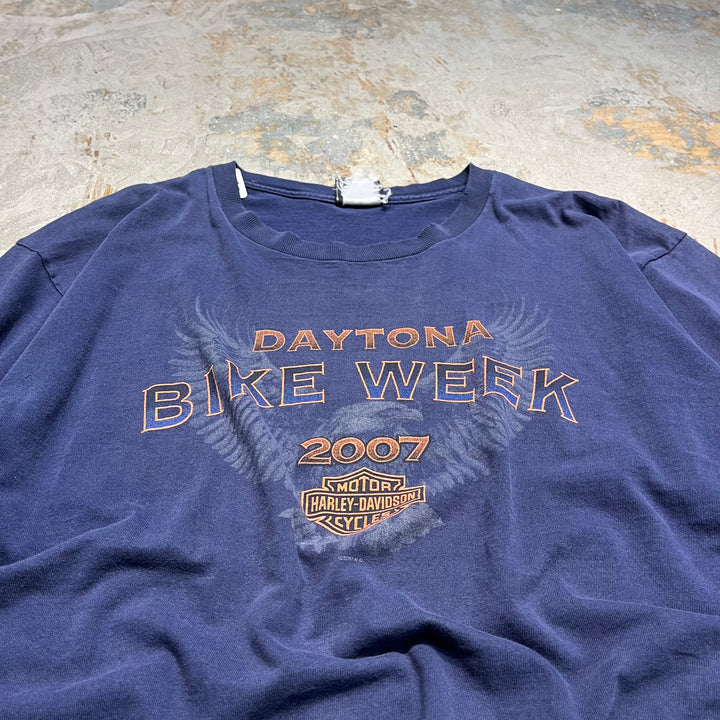 DAYTONA
BIKE WEEK
2007
MOTOR
HARLEY-DAVIDSON
CYCLES